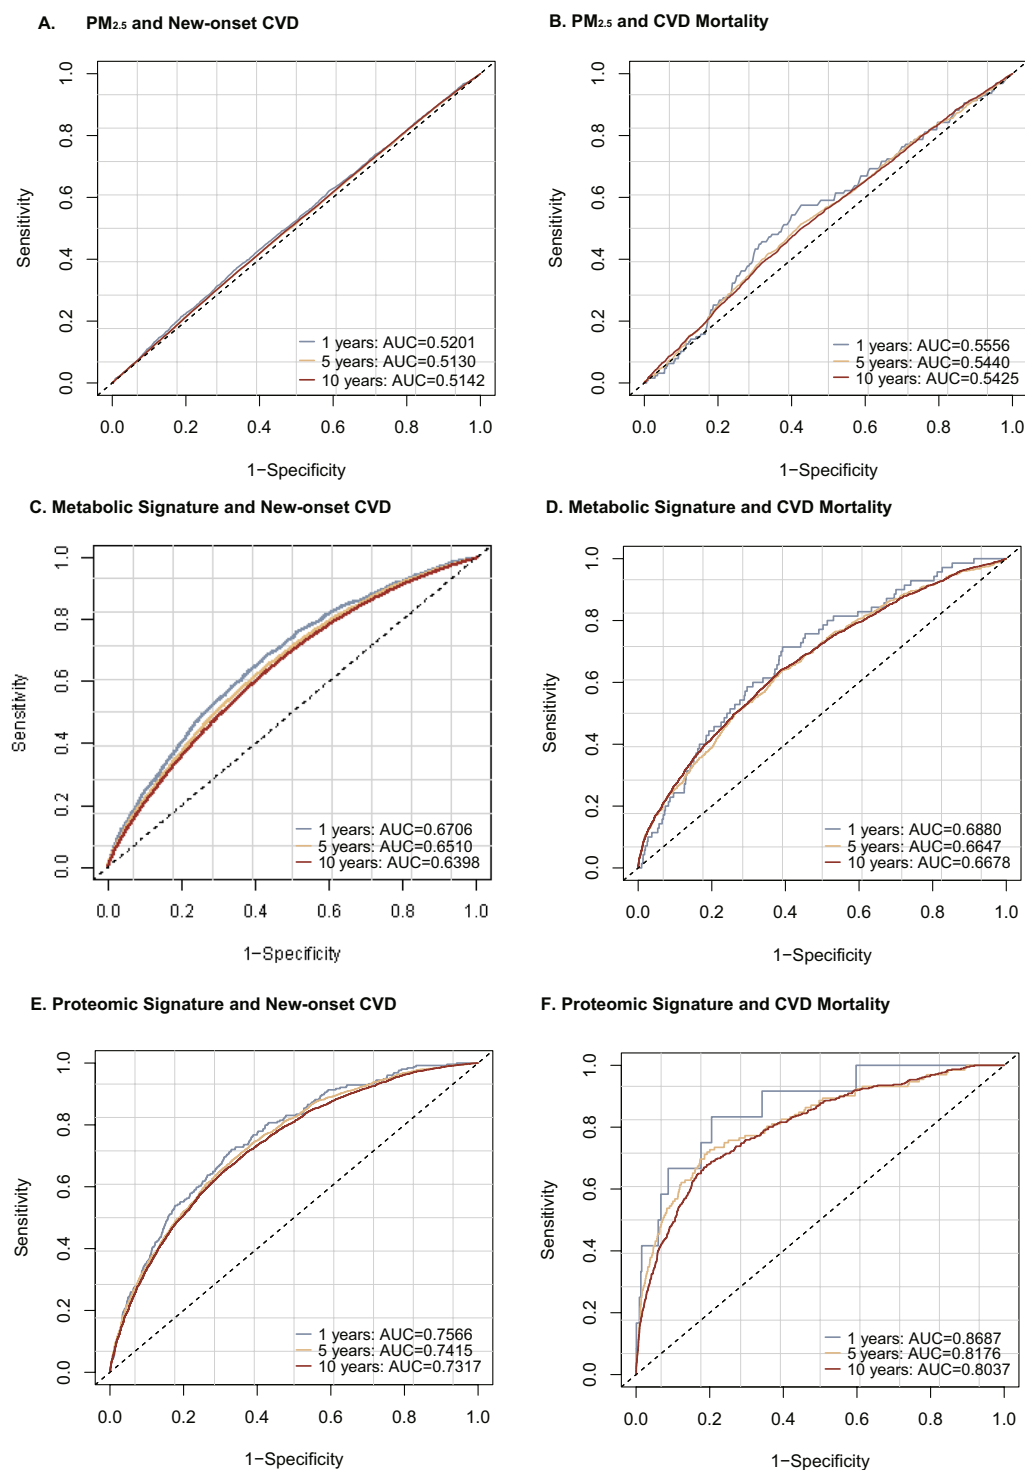 A. PM2.5 and New-onset CVD
Sensitivity
1.0
0.8
0.6
0.4
0.2
0.0
1 years: AUC=0.5201
5 years: AUC=0.5130
10 years: AUC=0.5142
0.0 0.2 0.4 0.6 0.8 1.0
1−Specificity
B. PM2.5 and CVD Mortality
Sensitivity
1.0
0.8
0.6
0.4
0.2
0.0
1 years: AUC=0.5556
5 years: AUC=0.5440
10 years: AUC=0.5425
0.0 0.2 0.4 0.6 0.8 1.0
1−Specificity
C. Metabolic Signature and New-onset CVD
Sensitivity
1.0
0.8
0.6
0.4
0.2
0.0
1 years: AUC=0.6706
5 years: AUC=0.6510
10 years: AUC=0.6398
0.0 0.2 0.4 0.6 0.8 1.0
1−Specificity
D. Metabolic Signature and CVD Mortality
Sensitivity
1.0
0.8
0.6
0.4
0.2
0.0
1 years: AUC=0.6880
5 years: AUC=0.6647
10 years: AUC=0.6678
0.0 0.2 0.4 0.6 0.8 1.0
1−Specificity
E. Proteomic Signature and New-onset CVD
Sensitivity
1.0
0.8
0.6
0.4
0.2
0.0
1 years: AUC=0.7566
5 years: AUC=0.7415
10 years: AUC=0.7317
0.0 0.2 0.4 0.6 0.8 1.0
1−Specificity
F. Proteomic Signature and CVD Mortality
Sensitivity
1.0
0.8
0.6
0.4
0.2
0.0
1 years: AUC=0.8687
5 years: AUC=0.8176
10 years: AUC=0.8037
0.0 0.2 0.4 0.6 0.8 1.0
1−Specificity